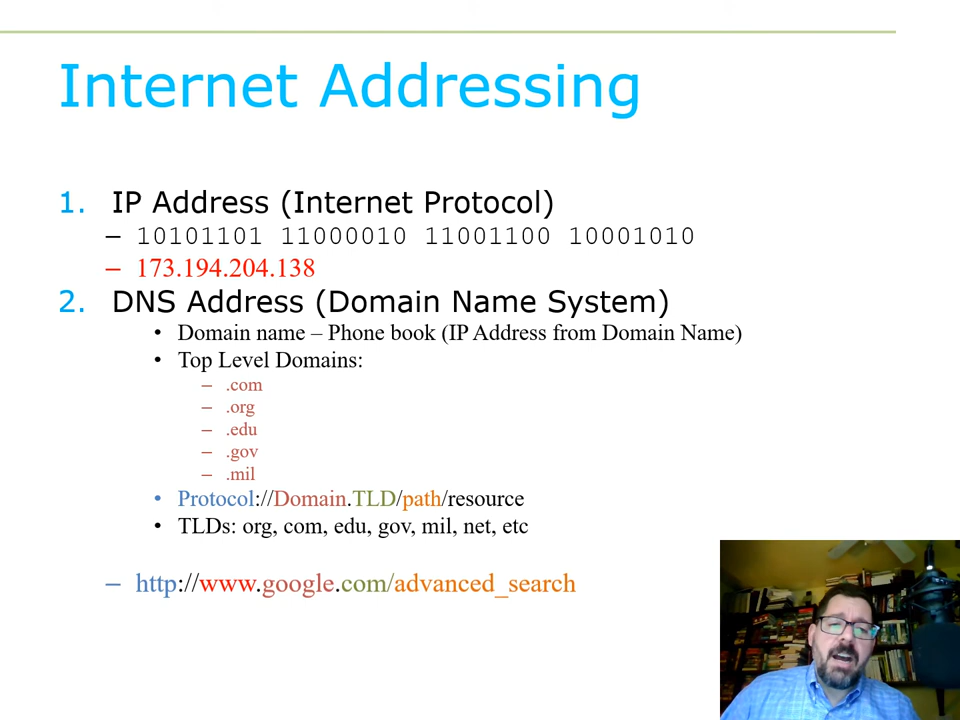 Internet Addressing
1. IP Address (Internet Protocol)
– 10101101 11000010 11001100 10001010
– 173.194.204.138
2. DNS Address (Domain Name System)
• Domain name – Phone book (IP Address from Domain Name)
• Top Level Domains:
– .com
– .org
– .edu
– .gov
– .mil
• Protocol://Domain.TLD/path/resource
• TLDs: org, com, edu, gov, mil, net, etc
– http://www.google.com/advanced_search